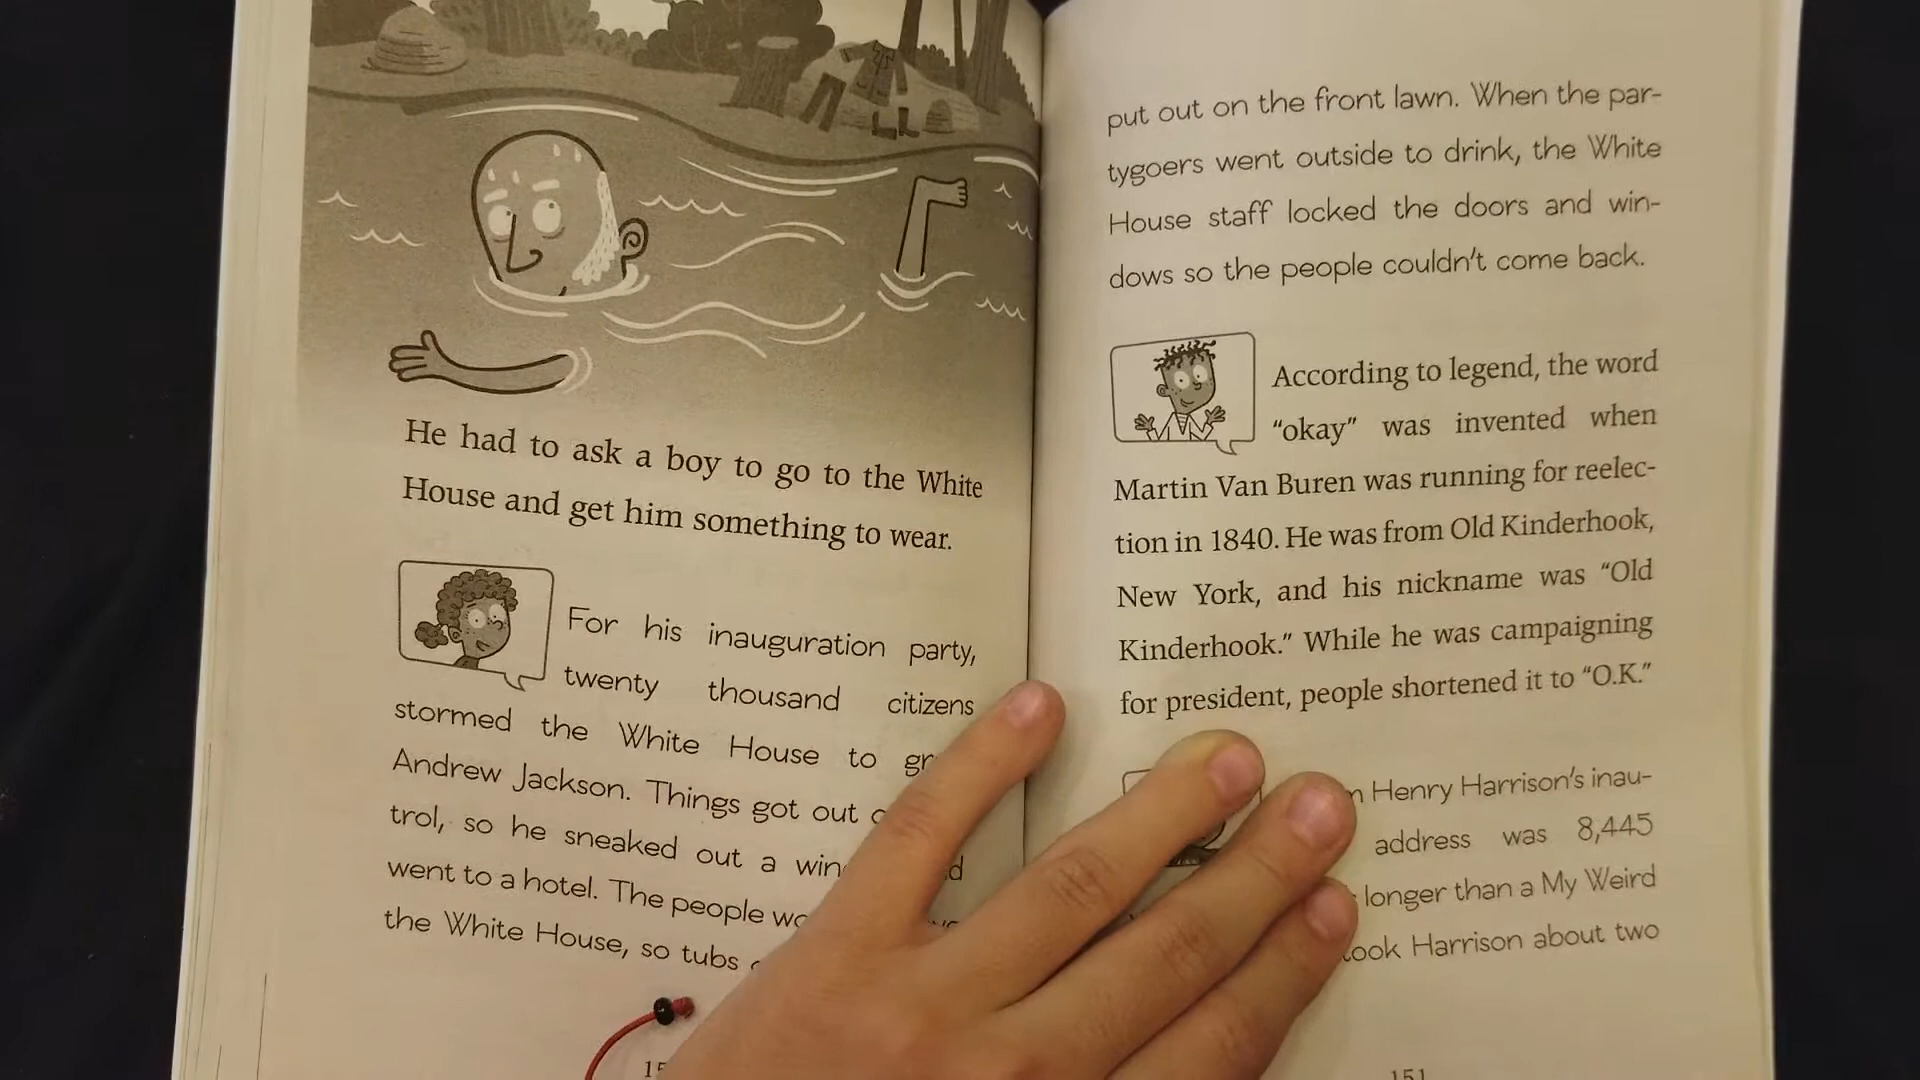 He had to ask a boy to go to the White
House and get him something to wear.
For his inauguration party,
twenty thousand citizens
stormed the White House to
Andrew Jackson. Things got out
trol, so he sneaked out a
went to a hotel. The people
the White House, so tubs
put out on the front lawn. When the par-
tygoers went outside to drink, the White
House staff locked the doors and win-
dows so the people couldn't come back.
According to legend, the word
“okay” was invented when
Martin Van Buren was running for reelec-
tion in 1840. He was from Old Kinderhook,
New York, and his nickname was “Old
Kinderhook.” While he was campaigning
for president, people shortened it to “O.K.”
Henry Harrison's inau-
address was 8,445
longer than a My Weird
Harrison about two
151